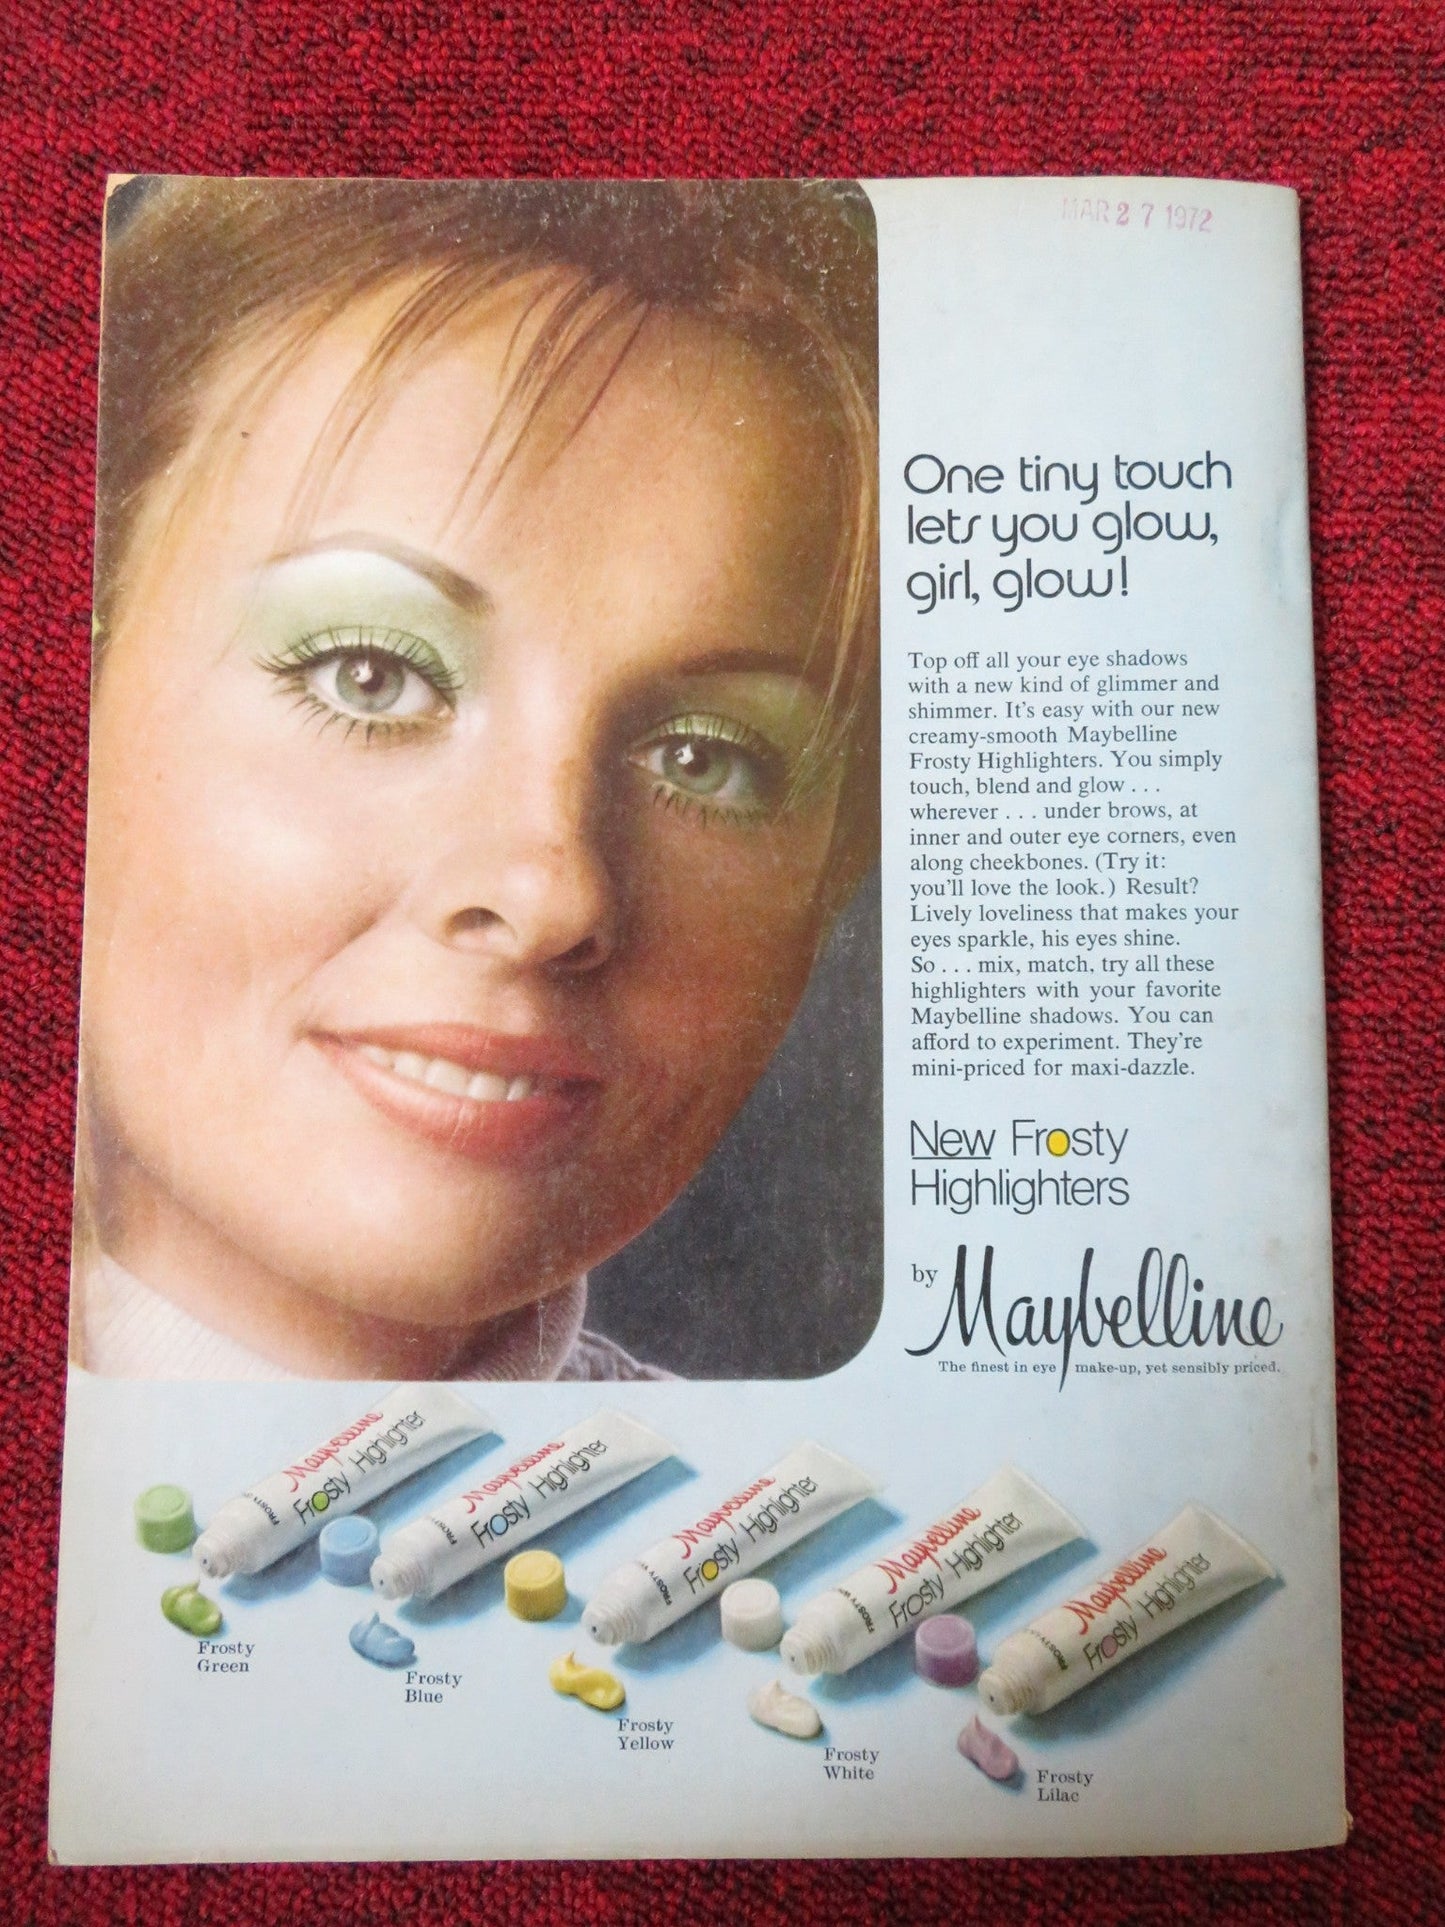 MAR 27 1972
One tiny touch
lets you glow,
girl, glow!
Top off all your eye shadows
with a new kind of glimmer and
shimmer. It's easy with our new
creamy-smooth Maybelline
Frosty Highlighters. You simply
touch, blend and glow . . .
wherever . . . under brows, at
inner and outer eye corners, even
along cheekbones. (Try it:
you'll love the look.) Result?
Lively loveliness that makes your
eyes sparkle, his eyes shine.
So . . . mix, match, try all these
highlighters with your favorite
Maybelline shadows. You can
afford to experiment. They're
mini-priced for maxi-dazzle.
New Frosty
Highlighters
by Maybelline
The finest in eye make-up, yet sensibly priced.
Maybelline
Frosty Highlighter
Maybelline
Frosty Highlighter
Maybelline
Frosty Highlighter
Maybelline
Frosty Highlighter
Maybelline
Frosty Highlighter
Frosty
Green
Frosty
Blue
Frosty
Yellow
Frosty
White
Frosty
Lilac